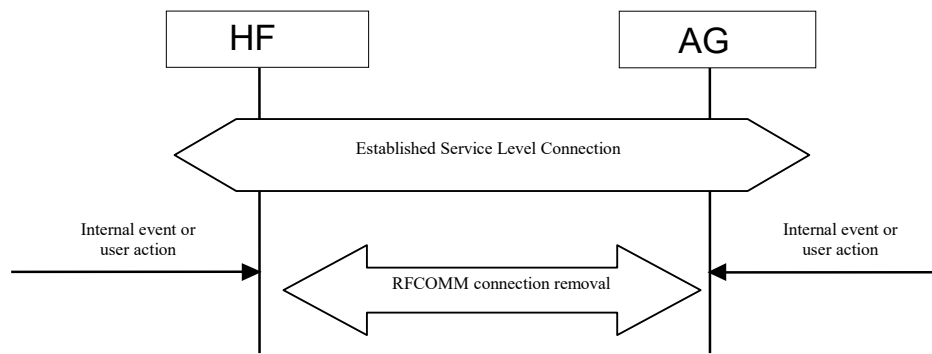 HF
AG
Established Service Level Connection
Internal event or
user action
Internal event or
user action
RFCOMM connection removal